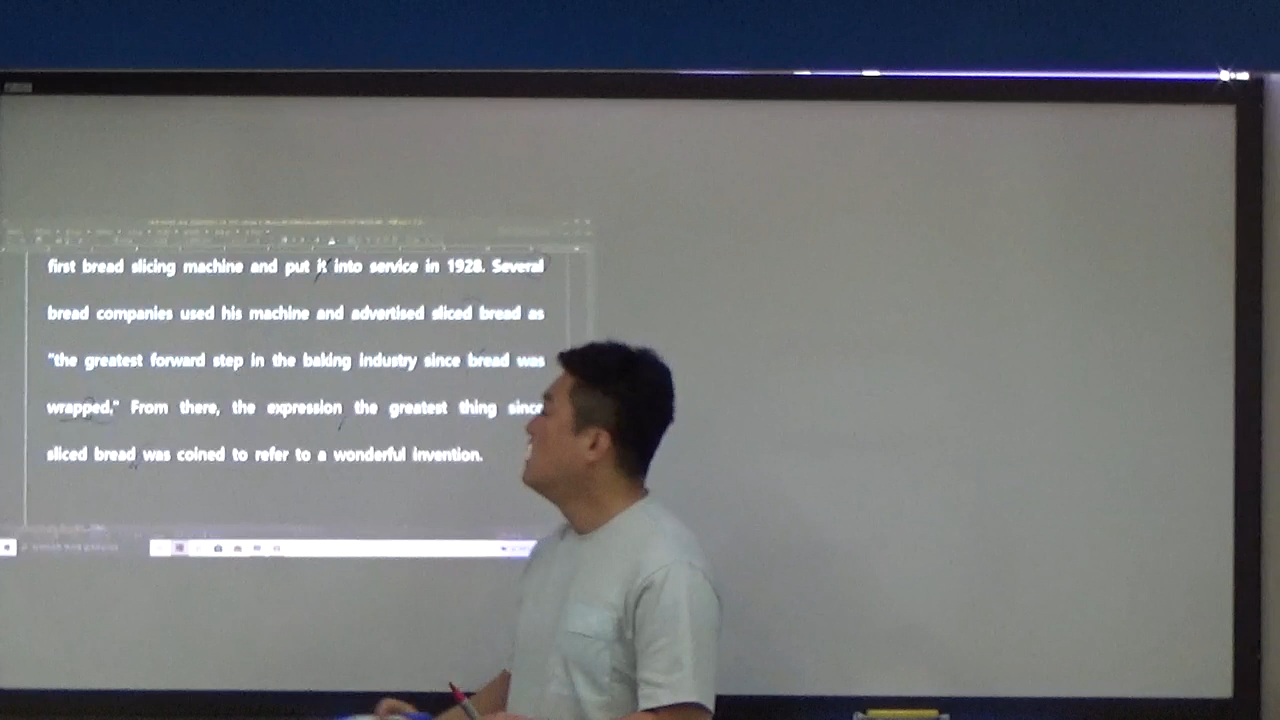 first bread slicing machine and put it into service in 1928. Several
bread companies used his machine and advertised sliced bread as
"the greatest forward step in the baking industry since bread was
wrapped." From there, the expression the greatest thing since
sliced bread was coined to refer to a wonderful invention.